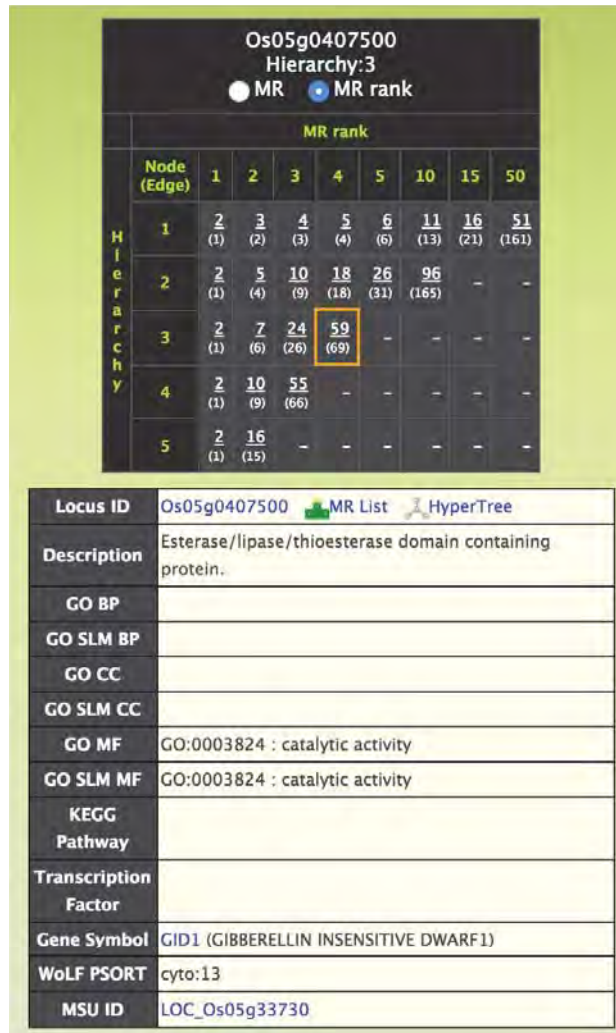 Os05g0407500
Hierarchy:3
MR MR rank
MR rank
Node (Edge) 1 2 3 4 5 10 15 50
Hierarchy
1 2 (1) 3 (2) 4 (3) 5 (4) 6 (6) 11 (13) 16 (21) 51 (161)
2 2 (1) 5 (4) 10 (9) 18 (18) 26 (31) 96 (165) – –
3 2 (1) 7 (6) 24 (26) 59 (69) – – – –
4 2 (1) 10 (9) 55 (66) – – – – –
5 2 (1) 16 (15) – – – – – –
Locus ID Os05g0407500 MR List HyperTree
Description Esterase/lipase/thioesterase domain containing
protein.
GO BP
GO SLM BP
GO CC
GO SLM CC
GO MF GO:0003824 : catalytic activity
GO SLM MF GO:0003824 : catalytic activity
KEGG
Pathway
Transcription
Factor
Gene Symbol GID1 (GIBBERELLIN INSENSITIVE DWARF1)
WoLF PSORT cyto:13
MSU ID LOC_Os05g33730